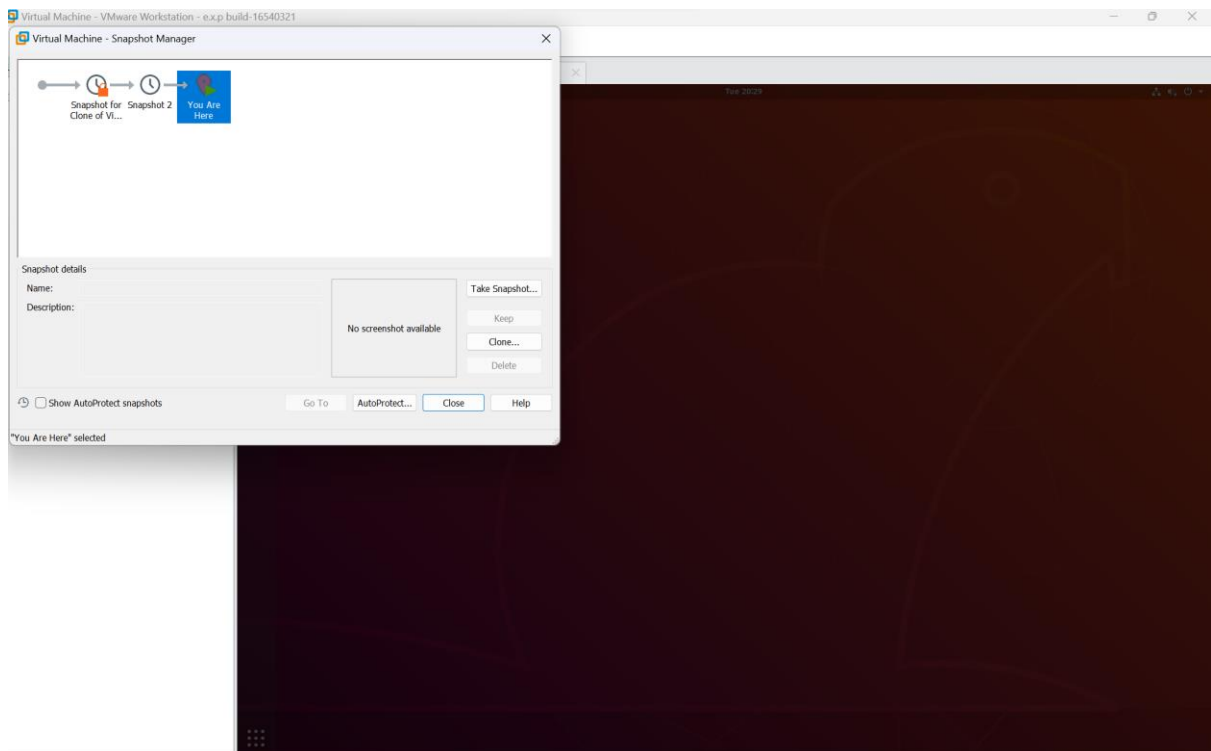 Virtual Machine - VMware Workstation - e.x.p build-16540321
Virtual Machine - Snapshot Manager
Snapshot for
Clone of Vi...
Snapshot 2
You Are
Here
Snapshot details
Name:
Description:
No screenshot available
Take Snapshot...
Keep
Clone...
Delete
Show AutoProtect snapshots
Go To
AutoProtect...
Close
Help
"You Are Here" selected
Tue 20:29